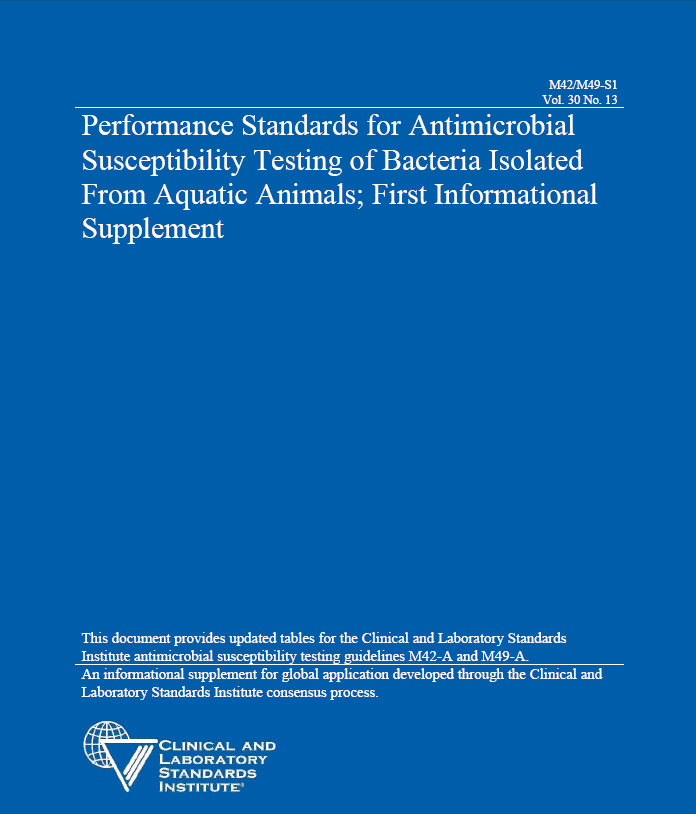 M42/M49-S1
Vol. 30 No. 13
Performance Standards for Antimicrobial
Susceptibility Testing of Bacteria Isolated
From Aquatic Animals; First Informational
Supplement
This document provides updated tables for the Clinical and Laboratory Standards
Institute antimicrobial susceptibility testing guidelines M42-A and M49-A.
An informational supplement for global application developed through the Clinical and
Laboratory Standards Institute consensus process.
CLINICAL AND
LABORATORY
STANDARDS
INSTITUTE®